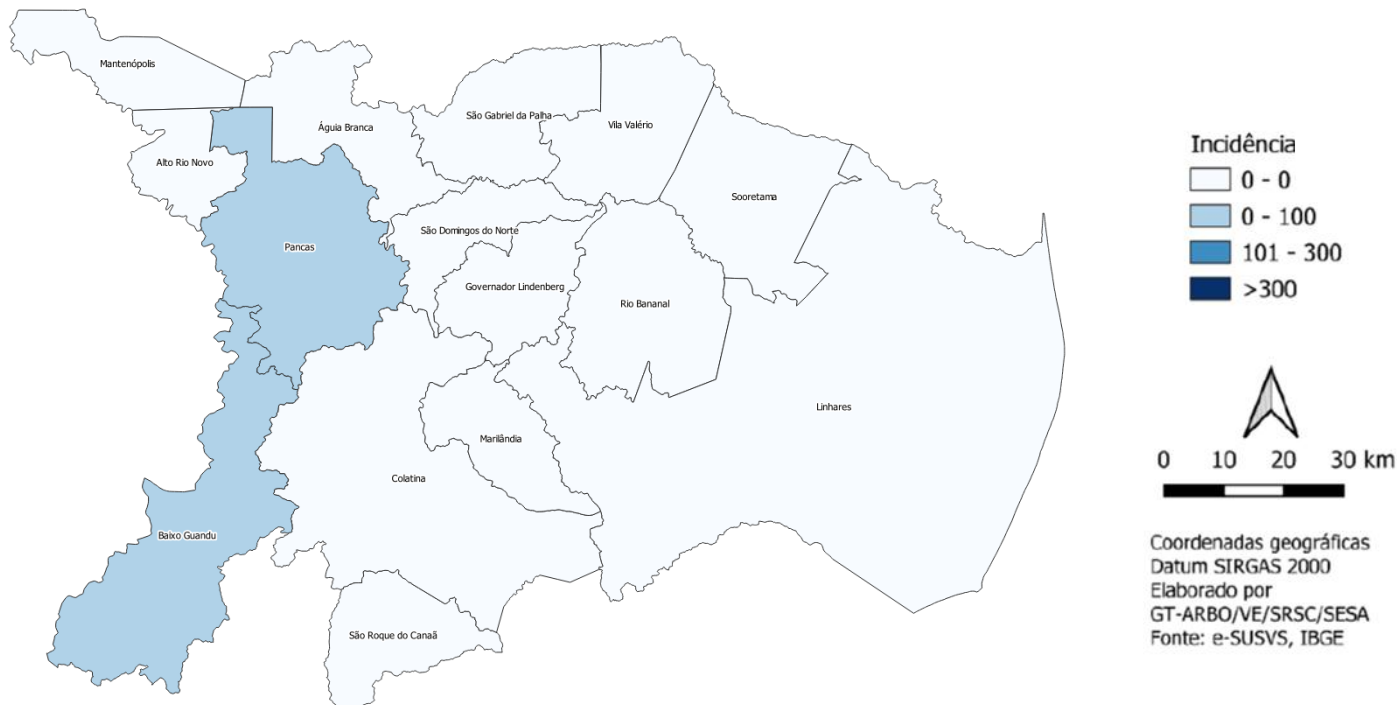 Mantenópolis
São Gabriel da Palha
Águia Branca
Vila Valério
Alto Rio Novo
Sooretama
São Domingos do Norte
Pancas
Governador Lindenberg
Rio Bananal
Linhares
Marilândia
Colatina
Baixo Guandu
São Roque do Canaã
Incidência
0 - 0
0 - 100
101 - 300
>300
0 10 20 30 km
Coordenadas geográficas
Datum SIRGAS 2000
Elaborado por
GT-ARBO/VE/SRSC/SESA
Fonte: e-SUSVS, IBGE